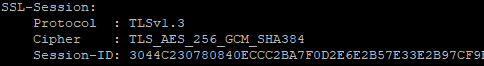 SSL-Session:
Protocol : TLSv1.3
Cipher : TLS_AES_256_GCM_SHA384
Session-ID: 3044C230780840ECCC2BA7F0D2E6E2B57E33E2B97CF9